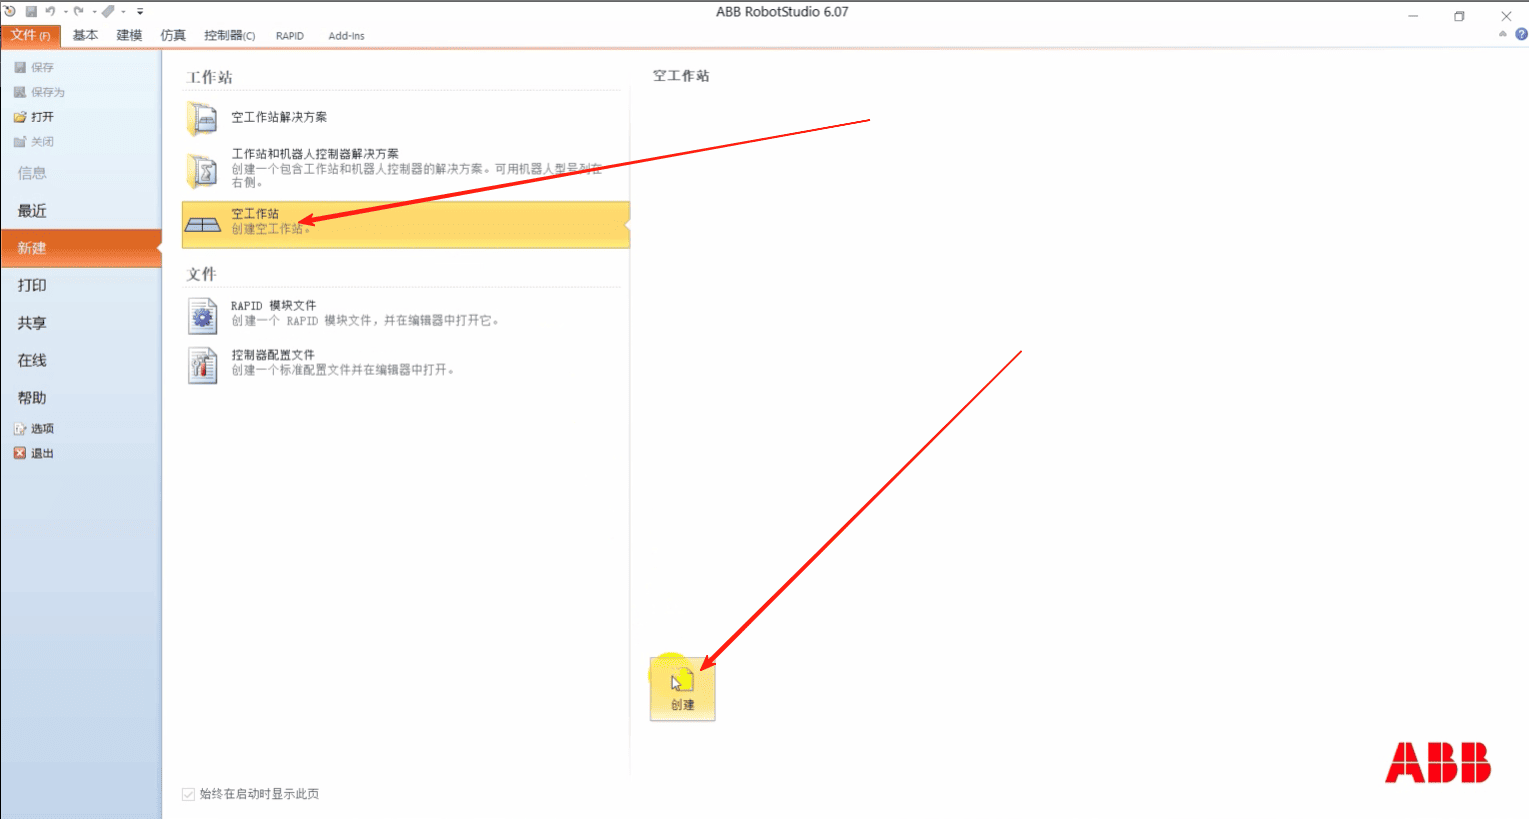 ABB RobotStudio 6.07
文件(F) 基本 建模 仿真 控制器(C) RAPID Add-Ins
保存
保存为
打开
关闭
信息
最近
新建
打印
共享
在线
帮助
选项
退出
工作站
空工作站解决方案
工作站和机器人控制器解决方案
创建一个包含工作站和机器人控制器的解决方案。可用机器人型号列在
右侧。
空工作站
创建空工作站。
文件
RAPID 模块文件
创建一个 RAPID 模块文件，并在编辑器中打开它。
控制器配置文件
创建一个标准配置文件并在编辑器中打开。
始终在启动时显示此页
空工作站
创建
ABB